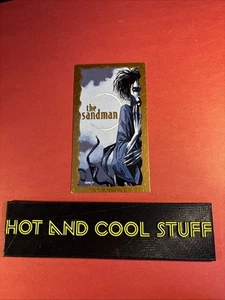 the
sandman
HOT AND COOL STUFF